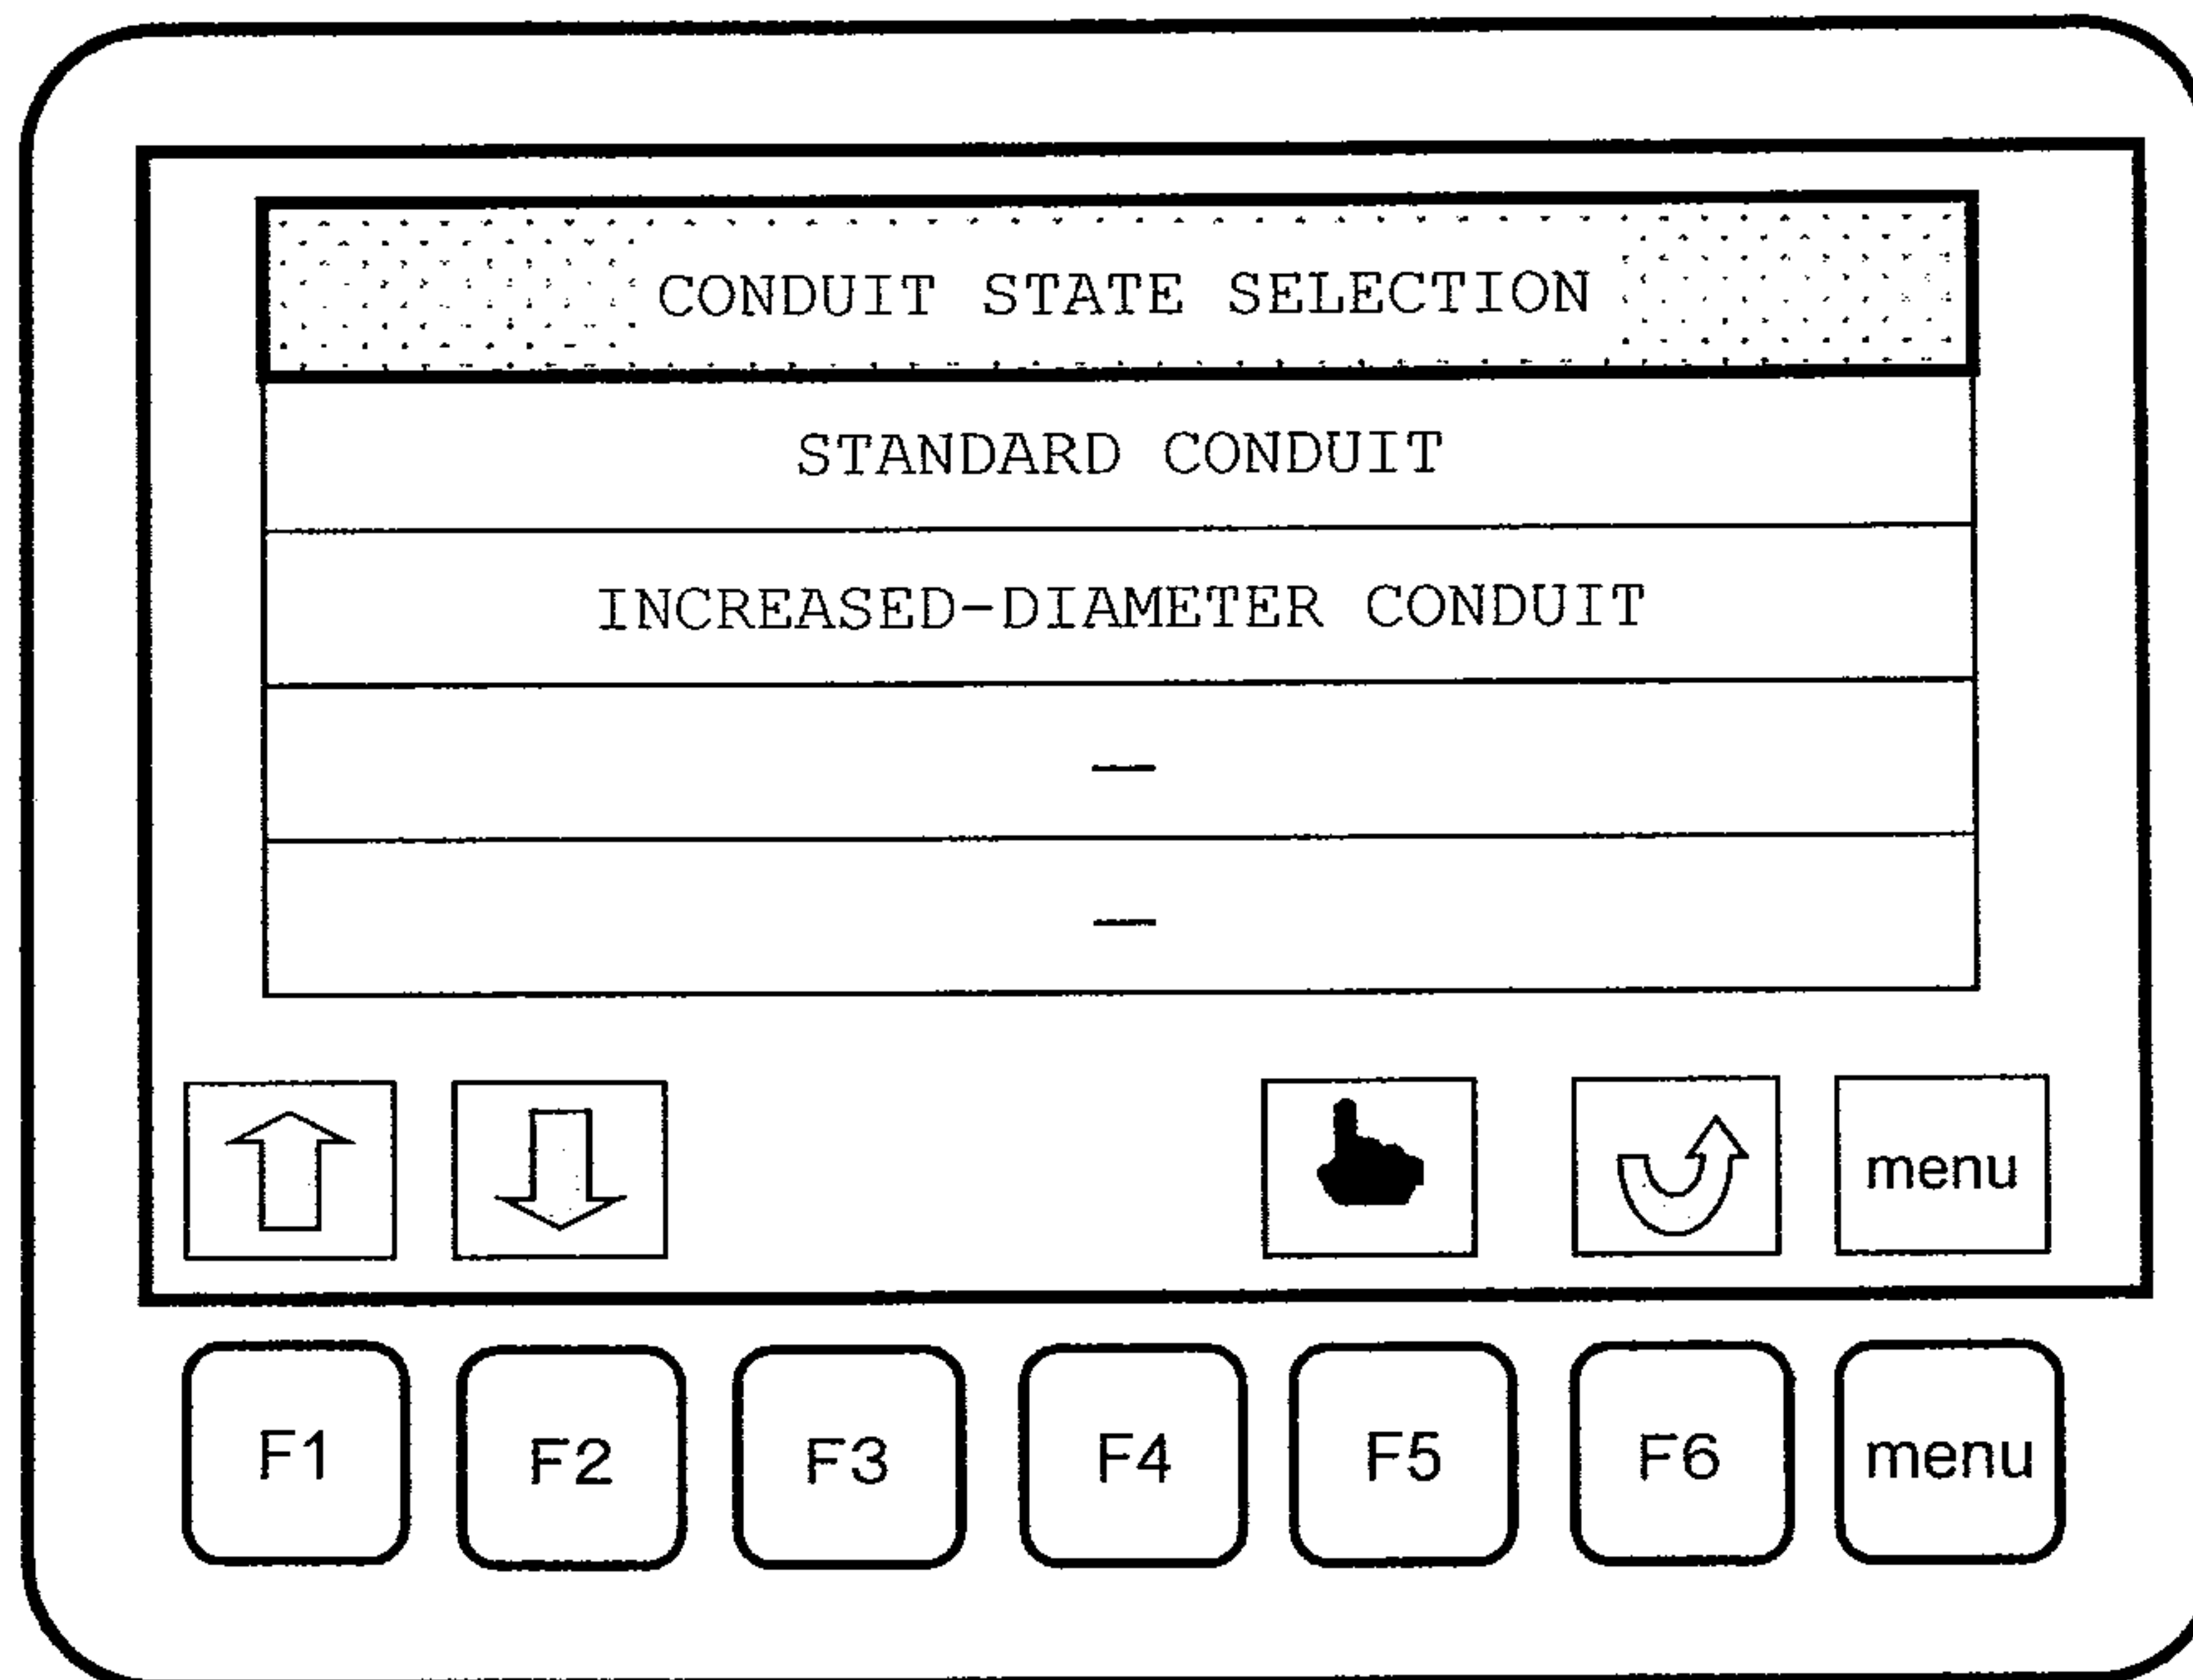 CONDUIT STATE SELECTION
STANDARD CONDUIT
INCREASED-DIAMETER CONDUIT
—
—
menu
F1 F2 F3 F4 F5 F6 menu